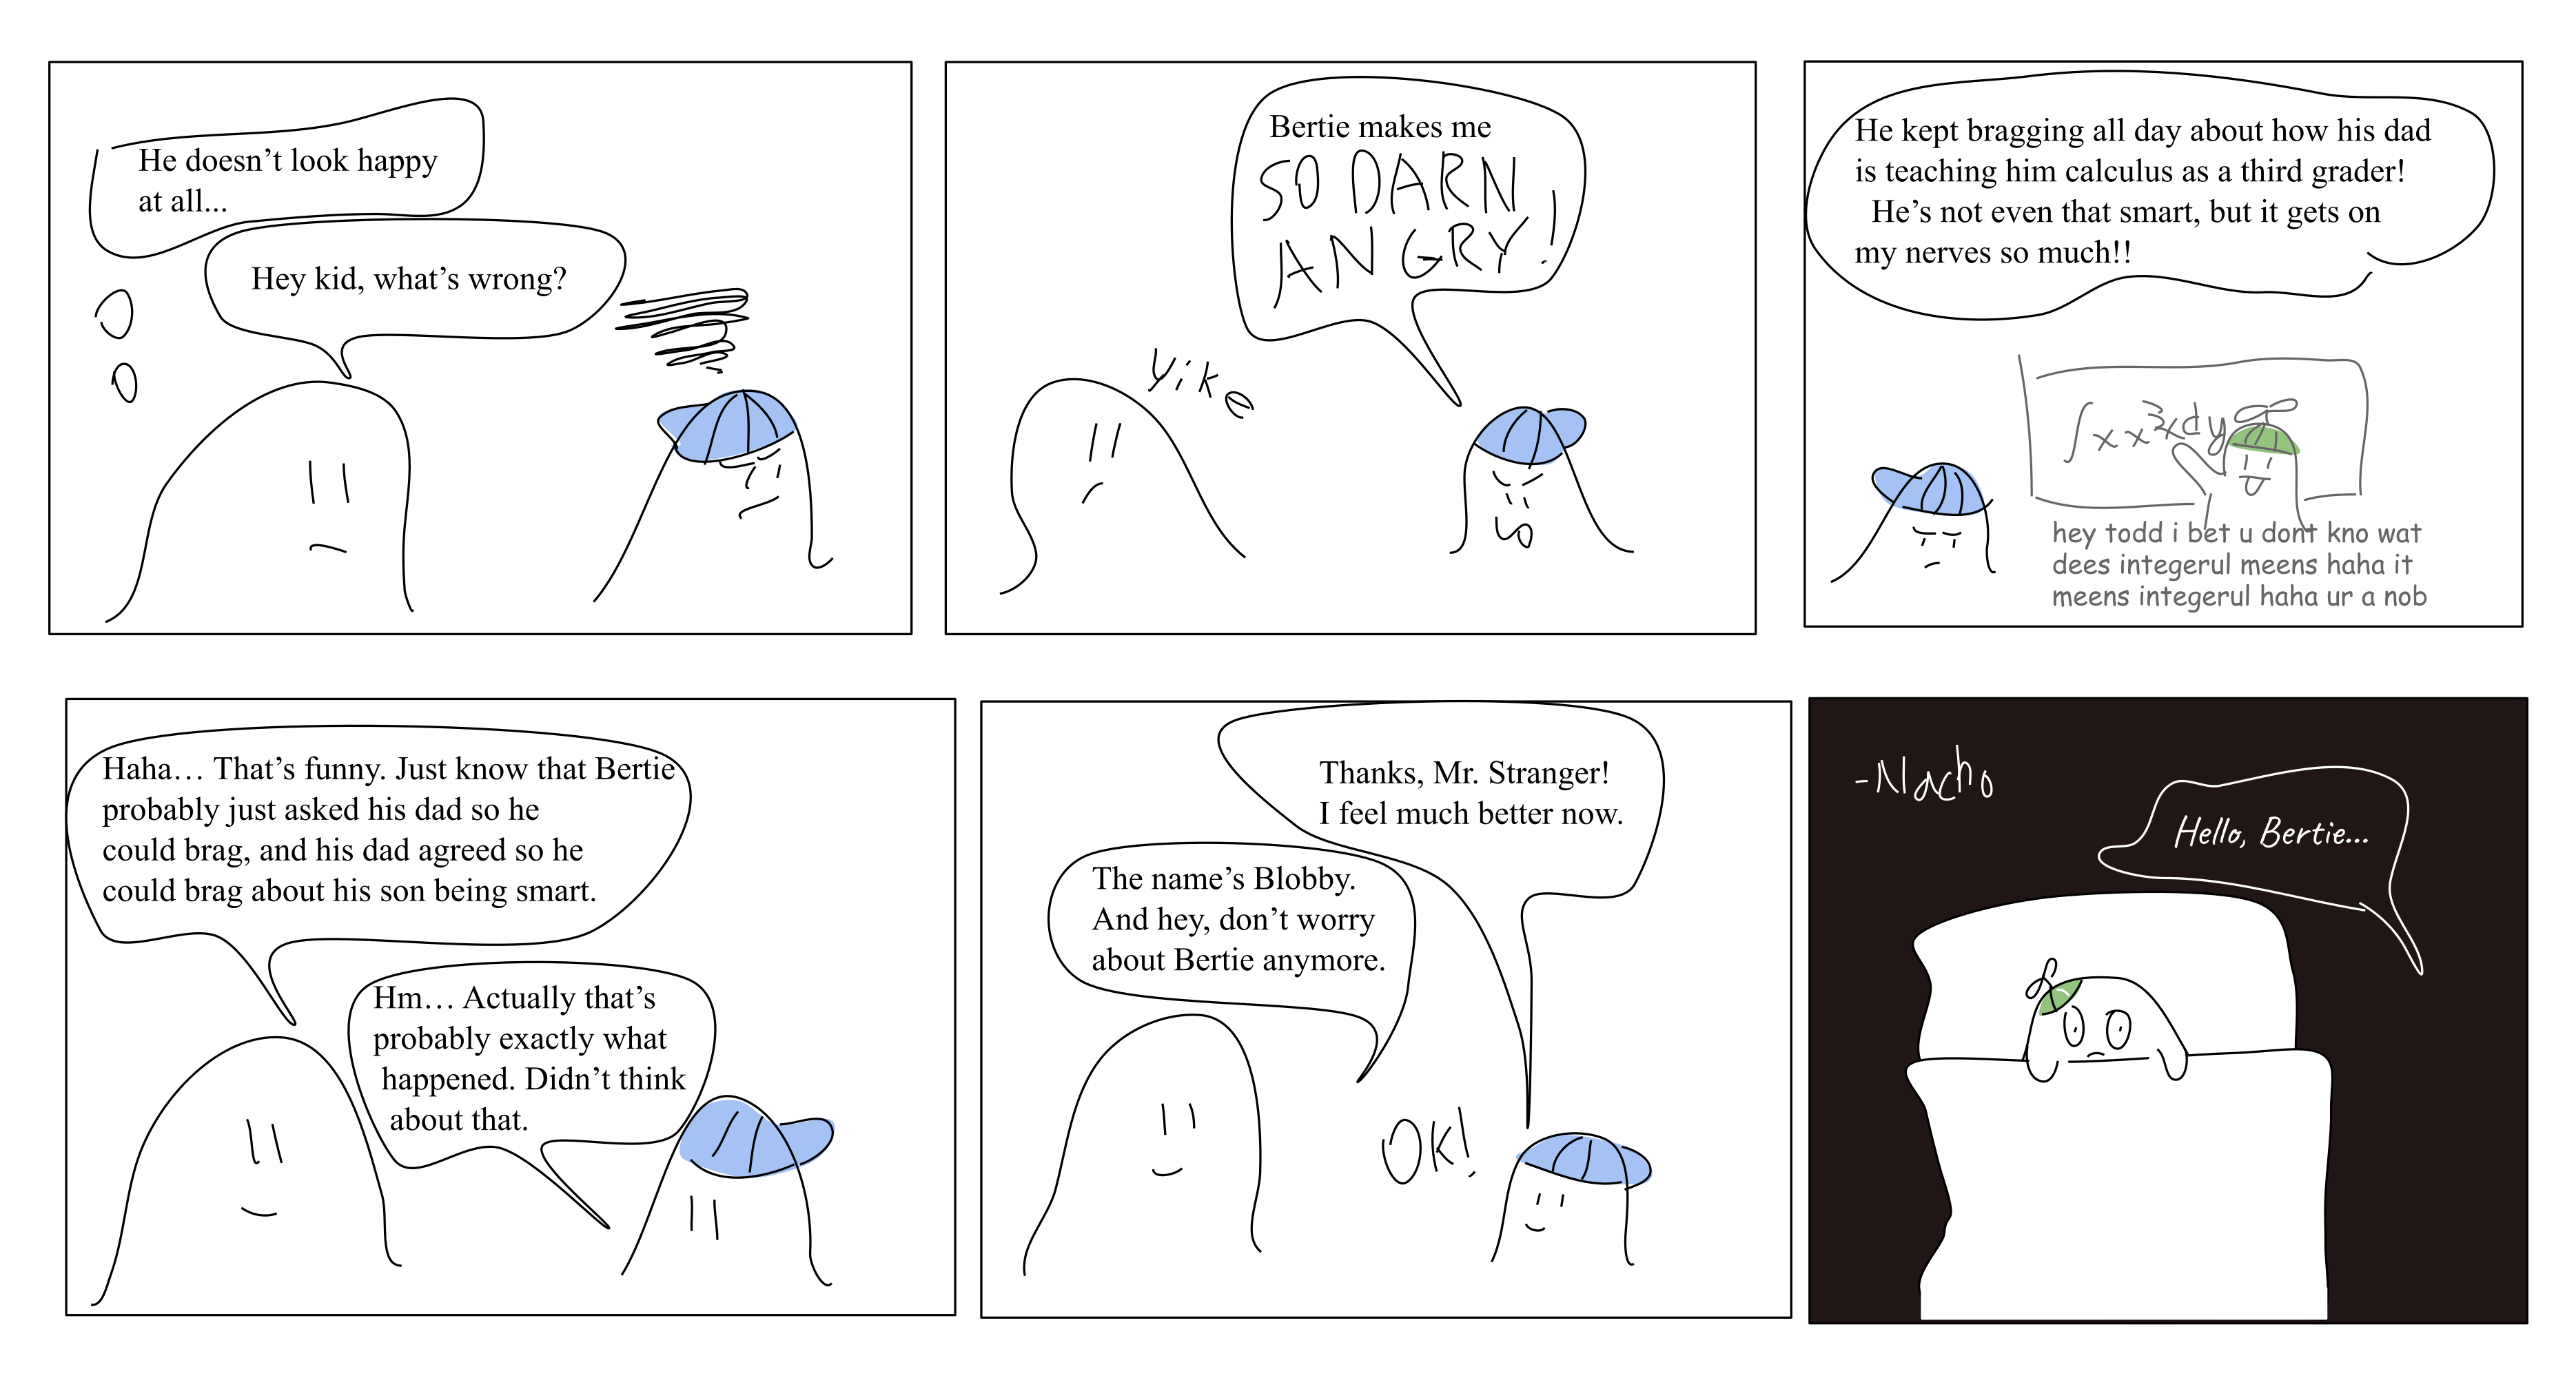 He doesn’t look happy
at all...
Hey kid, what’s wrong?
Bertie makes me
SO DARN
ANGRY!
yike
He kept bragging all day about how his dad
is teaching him calculus as a third grader!
He’s not even that smart, but it gets on
my nerves so much!!
hey todd i bet u dont kno wat
dees integerul meens haha it
meens integerul haha ur a nob
Haha... That’s funny. Just know that Bertie
probably just asked his dad so he
could brag, and his dad agreed so he
could brag about his son being smart.
Hm... Actually that’s
probably exactly what
happened. Didn’t think
about that.
Thanks, Mr. Stranger!
I feel much better now.
The name’s Blobby.
And hey, don’t worry
about Bertie anymore.
OK!
-Nacho
Hello, Bertie...